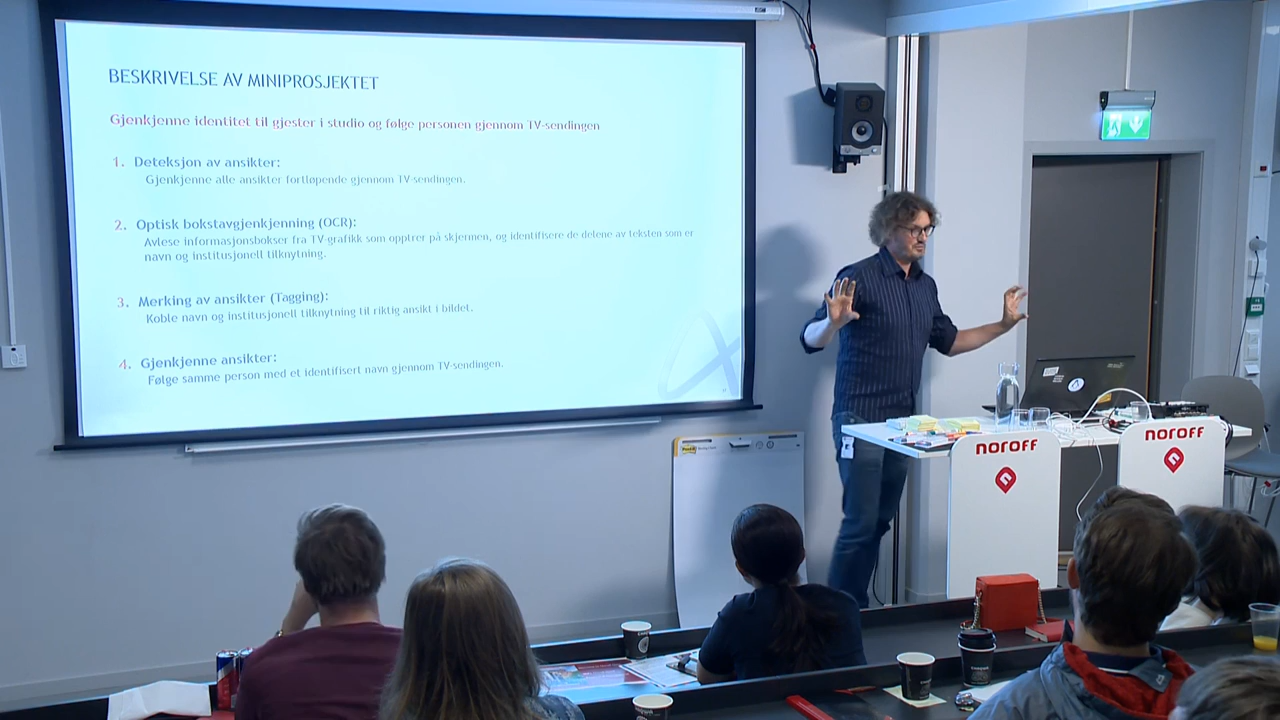 BESKRIVELSE AV MINIPROSJEKTET
Gjenkjenne identitet til gjester i studio og følge personen gjennom TV-sendingen
1. Deteksjon av ansikter:
Gjenkjenne alle ansikter fortløpende gjennom TV-sendingen.
2. Optisk bokstavgjenkjenning (OCR):
Avlese informasjonsbokser fra TV-grafikk som opptrer på skjermen, og identifisere de delene av teksten som er
navn og institusjonell tilknytning.
3. Merking av ansikter (Tagging):
Koble navn og institusjonell tilknytning til riktig ansikt i bildet.
4. Gjenkjenne ansikter:
Følge samme person med et identifisert navn gjennom TV-sendingen.
Post-it
noroff
noroff